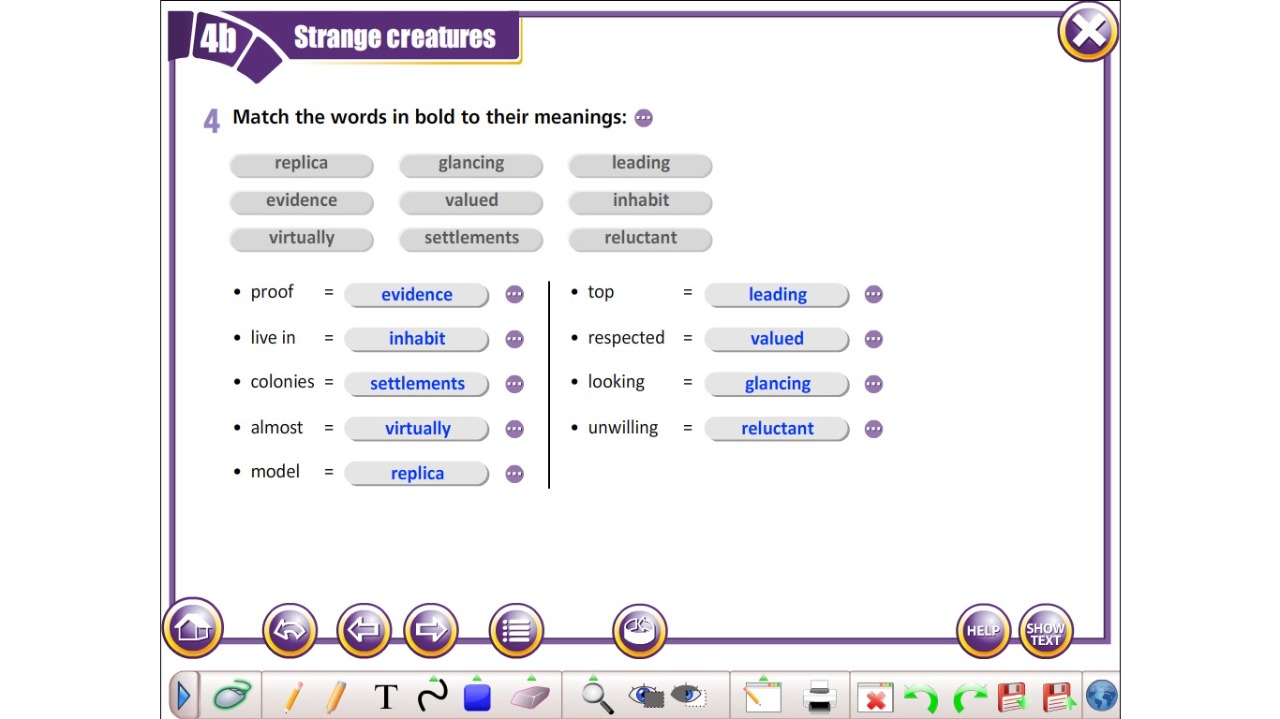 4b Strange creatures
4 Match the words in bold to their meanings:
replica glancing leading
evidence valued inhabit
virtually settlements reluctant
• proof = evidence
• live in = inhabit
• colonies = settlements
• almost = virtually
• model = replica
• top = leading
• respected = valued
• looking = glancing
• unwilling = reluctant
HELP
SHOW
TEXT
T